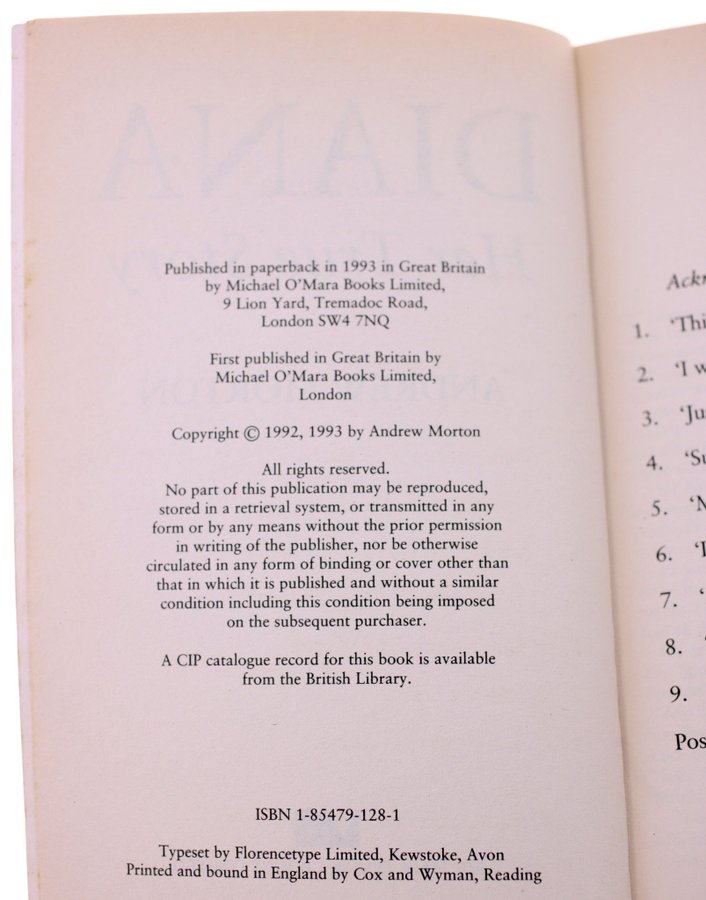 Published in paperback in 1993 in Great Britain
by Michael O'Mara Books Limited,
9 Lion Yard, Tremadoc Road,
London SW4 7NQ
First published in Great Britain by
Michael O'Mara Books Limited,
London
Copyright © 1992, 1993 by Andrew Morton
All rights reserved.
No part of this publication may be reproduced,
stored in a retrieval system, or transmitted in any
form or by any means without the prior permission
in writing of the publisher, nor be otherwise
circulated in any form of binding or cover other than
that in which it is published and without a similar
condition including this condition being imposed
on the subsequent purchaser.
A CIP catalogue record for this book is available
from the British Library.
ISBN 1-85479-128-1
Typeset by Florencetype Limited, Kewstoke, Avon
Printed and bound in England by Cox and Wyman, Reading
1.
2. 'I
3.
4.
5.
6.
7.
8.
9.